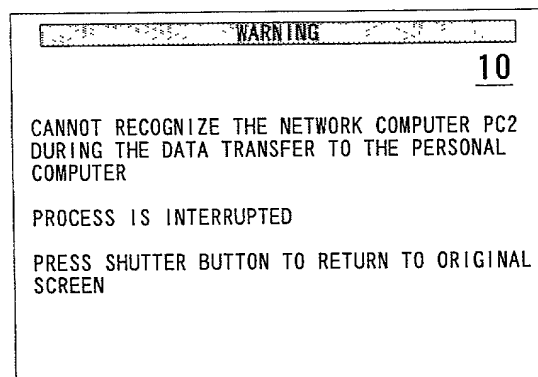 WARNING
10
CANNOT RECOGNIZE THE NETWORK COMPUTER PC2
DURING THE DATA TRANSFER TO THE PERSONAL
COMPUTER
PROCESS IS INTERRUPTED
PRESS SHUTTER BUTTON TO RETURN TO ORIGINAL
SCREEN